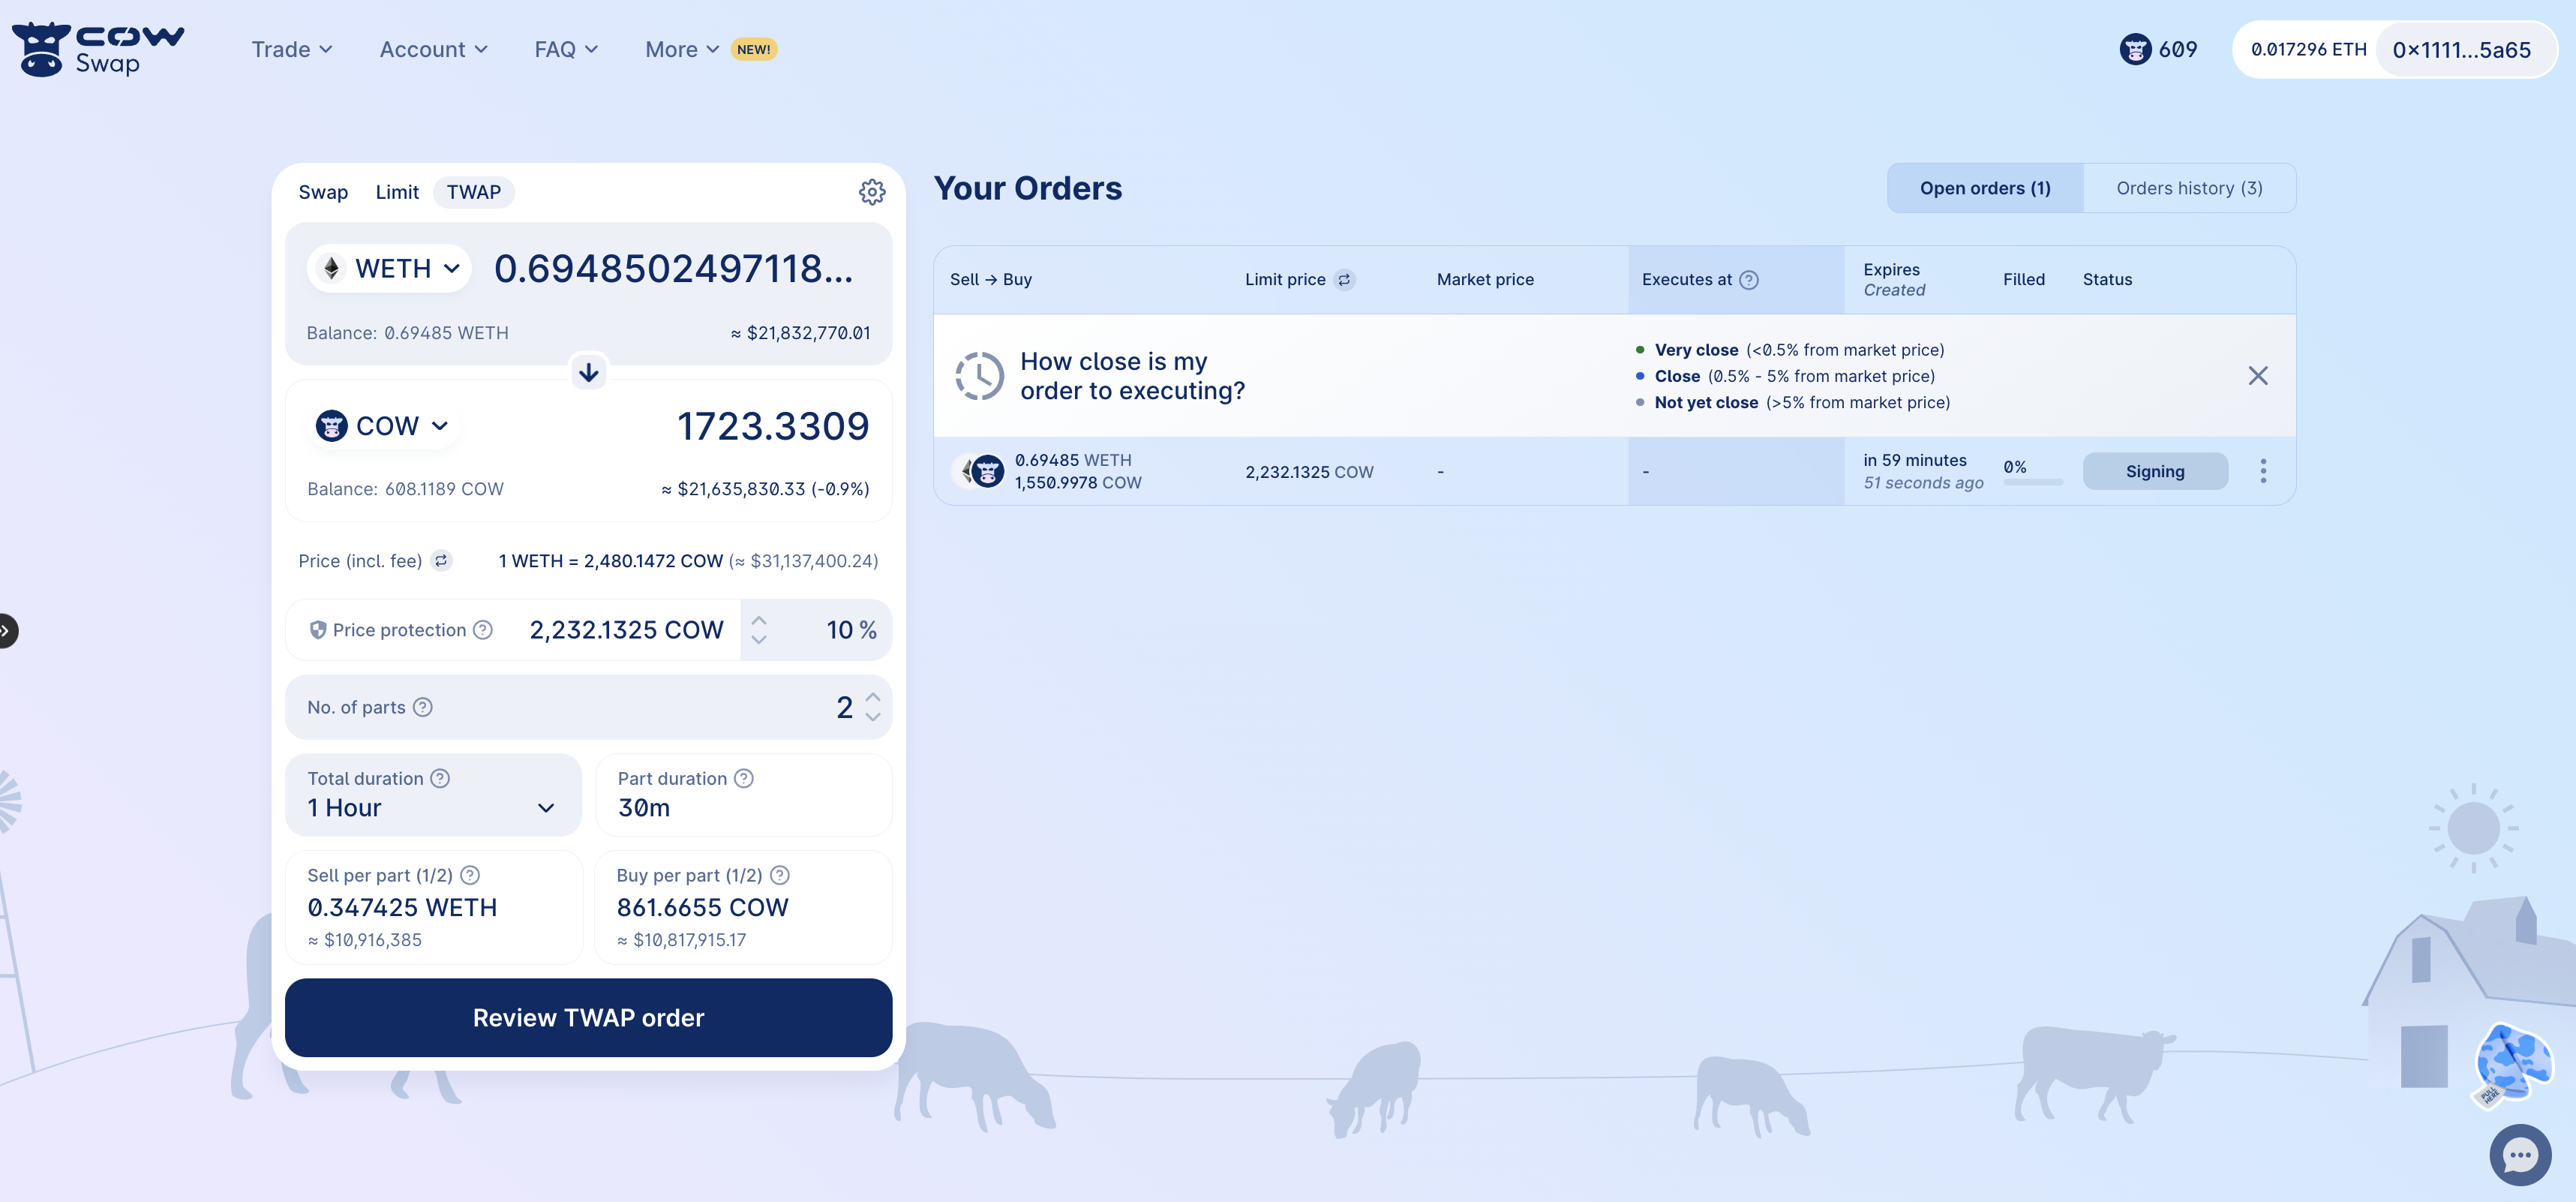 COW
Swap
Trade
Account
FAQ
More
NEW!
609
0.017296 ETH
0×1111...5a65
Swap
Limit
TWAP
WETH
0.6948502497118...
Balance: 0.69485 WETH
≈ $21,832,770.01
COW
1723.3309
Balance: 608.1189 COW
≈ $21,635,830.33 (-0.9%)
Price (incl. fee)
1 WETH = 2,480.1472 COW (≈ $31,137,400.24)
Price protection
2,232.1325 COW
10 %
No. of parts
2
Total duration
1 Hour
Part duration
30m
Sell per part (1/2)
0.347425 WETH
≈ $10,916,385
Buy per part (1/2)
861.6655 COW
≈ $10,817,915.17
Review TWAP order
Your Orders
Open orders (1)
Orders history (3)
Sell → Buy
Limit price
Market price
Executes at
Expires
Created
Filled
Status
How close is my
order to executing?
Very close (<0.5% from market price)
Close (0.5% - 5% from market price)
Not yet close (>5% from market price)
0.69485 WETH
1,550.9978 COW
2,232.1325 COW
-
-
in 59 minutes
51 seconds ago
0%
Signing
PULL
HERE